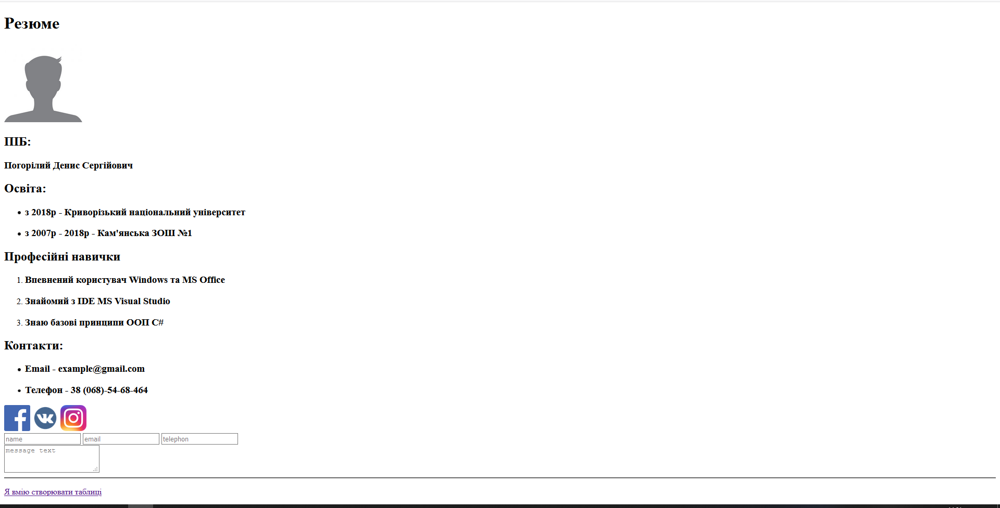 Резюме
ПІБ:
Погорілий Денис Сергійович
Освіта:
• з 2018р - Криворізький національний університет
• з 2007р - 2018р - Кам'янська ЗОШ №1
Професійні навички
1. Впевнений користувач Windows та MS Office
2. Знайомий з IDE MS Visual Studio
3. Знаю базові принципи ООП C#
Контакти:
• Email - example@gmail.com
• Телефон - 38 (068)-54-68-464
name email telephon
message text
Я вмію створювати таблиці